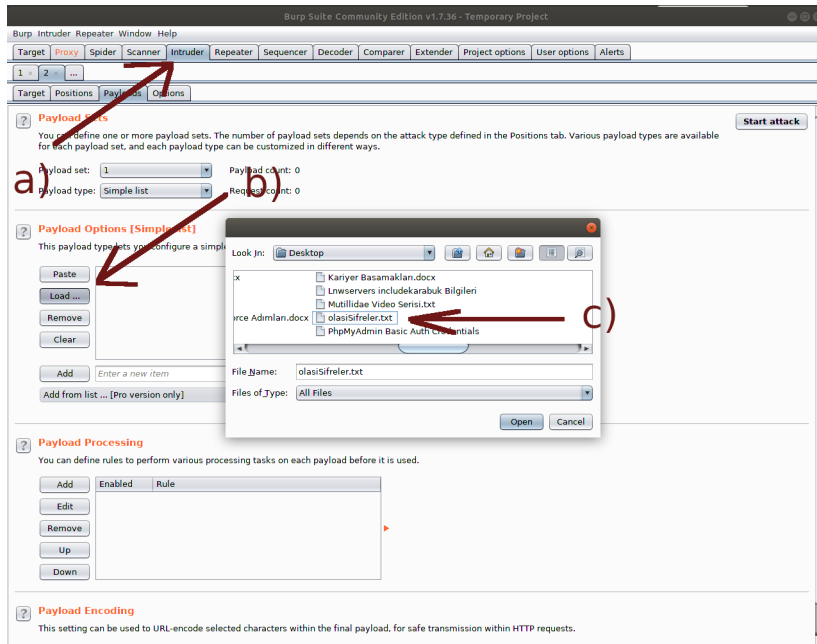 Burp Suite Community Edition v1.7.36 - Temporary Project
Burp Intruder Repeater Window Help
Target Proxy Spider Scanner Intruder Repeater Sequencer Decoder Comparer Extender Project options User options Alerts
1 × 2 × ...
Target Positions Payloads Options
? Payload Sets Start attack
You can define one or more payload sets. The number of payload sets depends on the attack type defined in the Positions tab. Various payload types are available
for each payload set, and each payload type can be customized in different ways.
Payload set: 1 Payload count: 0
a) b)
Payload type: Simple list Request count: 0
? Payload Options [Simple list]
This payload type lets you configure a simple
Look In: Desktop
Paste
Load ...
Remove
Clear
Add Enter a new item
Add from list ... [Pro version only]
cx Kariyer Basamakları.docx
Lnwservers includekarabuk Bilgileri
Mutillidae Video Serisi.txt
rce Adımları.docx olasiSifreler.txt c)
PhpMyAdmin Basic Auth Credentials
File Name: olasiSifreler.txt
Files of Type: All Files
Open Cancel
? Payload Processing
You can define rules to perform various processing tasks on each payload before it is used.
Add Enabled Rule
Edit
Remove
Up
Down
? Payload Encoding
This setting can be used to URL-encode selected characters within the final payload, for safe transmission within HTTP requests.